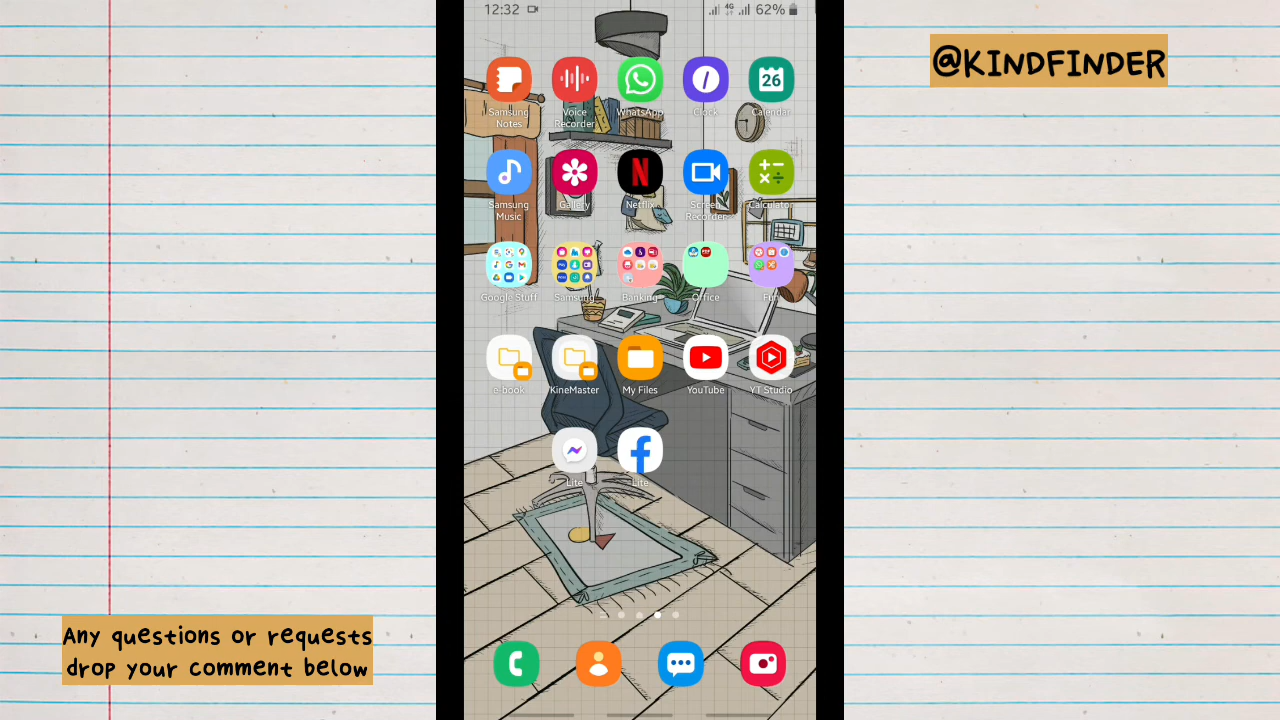 12:32
4G
62%
@KINDFINDER
Samsung
Notes
Voice
Recorder
WhatsApp
Clock
26
Calendar
Samsung
Music
Gallery
N
Netflix
Screen
Recorder
Calculator
Google Stuff
Samsung
Banking
Office
Fun
e-book
KineMaster
My Files
YouTube
YT Studio
Lite
Lite
Any questions or requests
drop your comment below